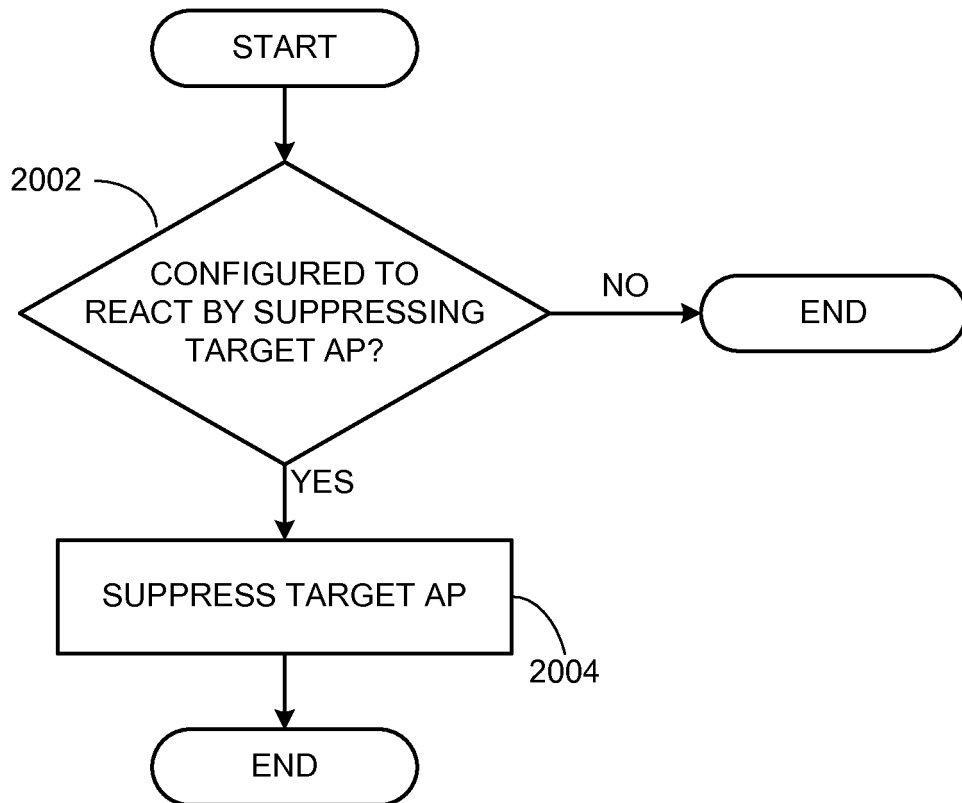 START
2002
CONFIGURED TO
REACT BY SUPPRESSING
TARGET AP?
NO
END
YES
SUPPRESS TARGET AP
2004
END